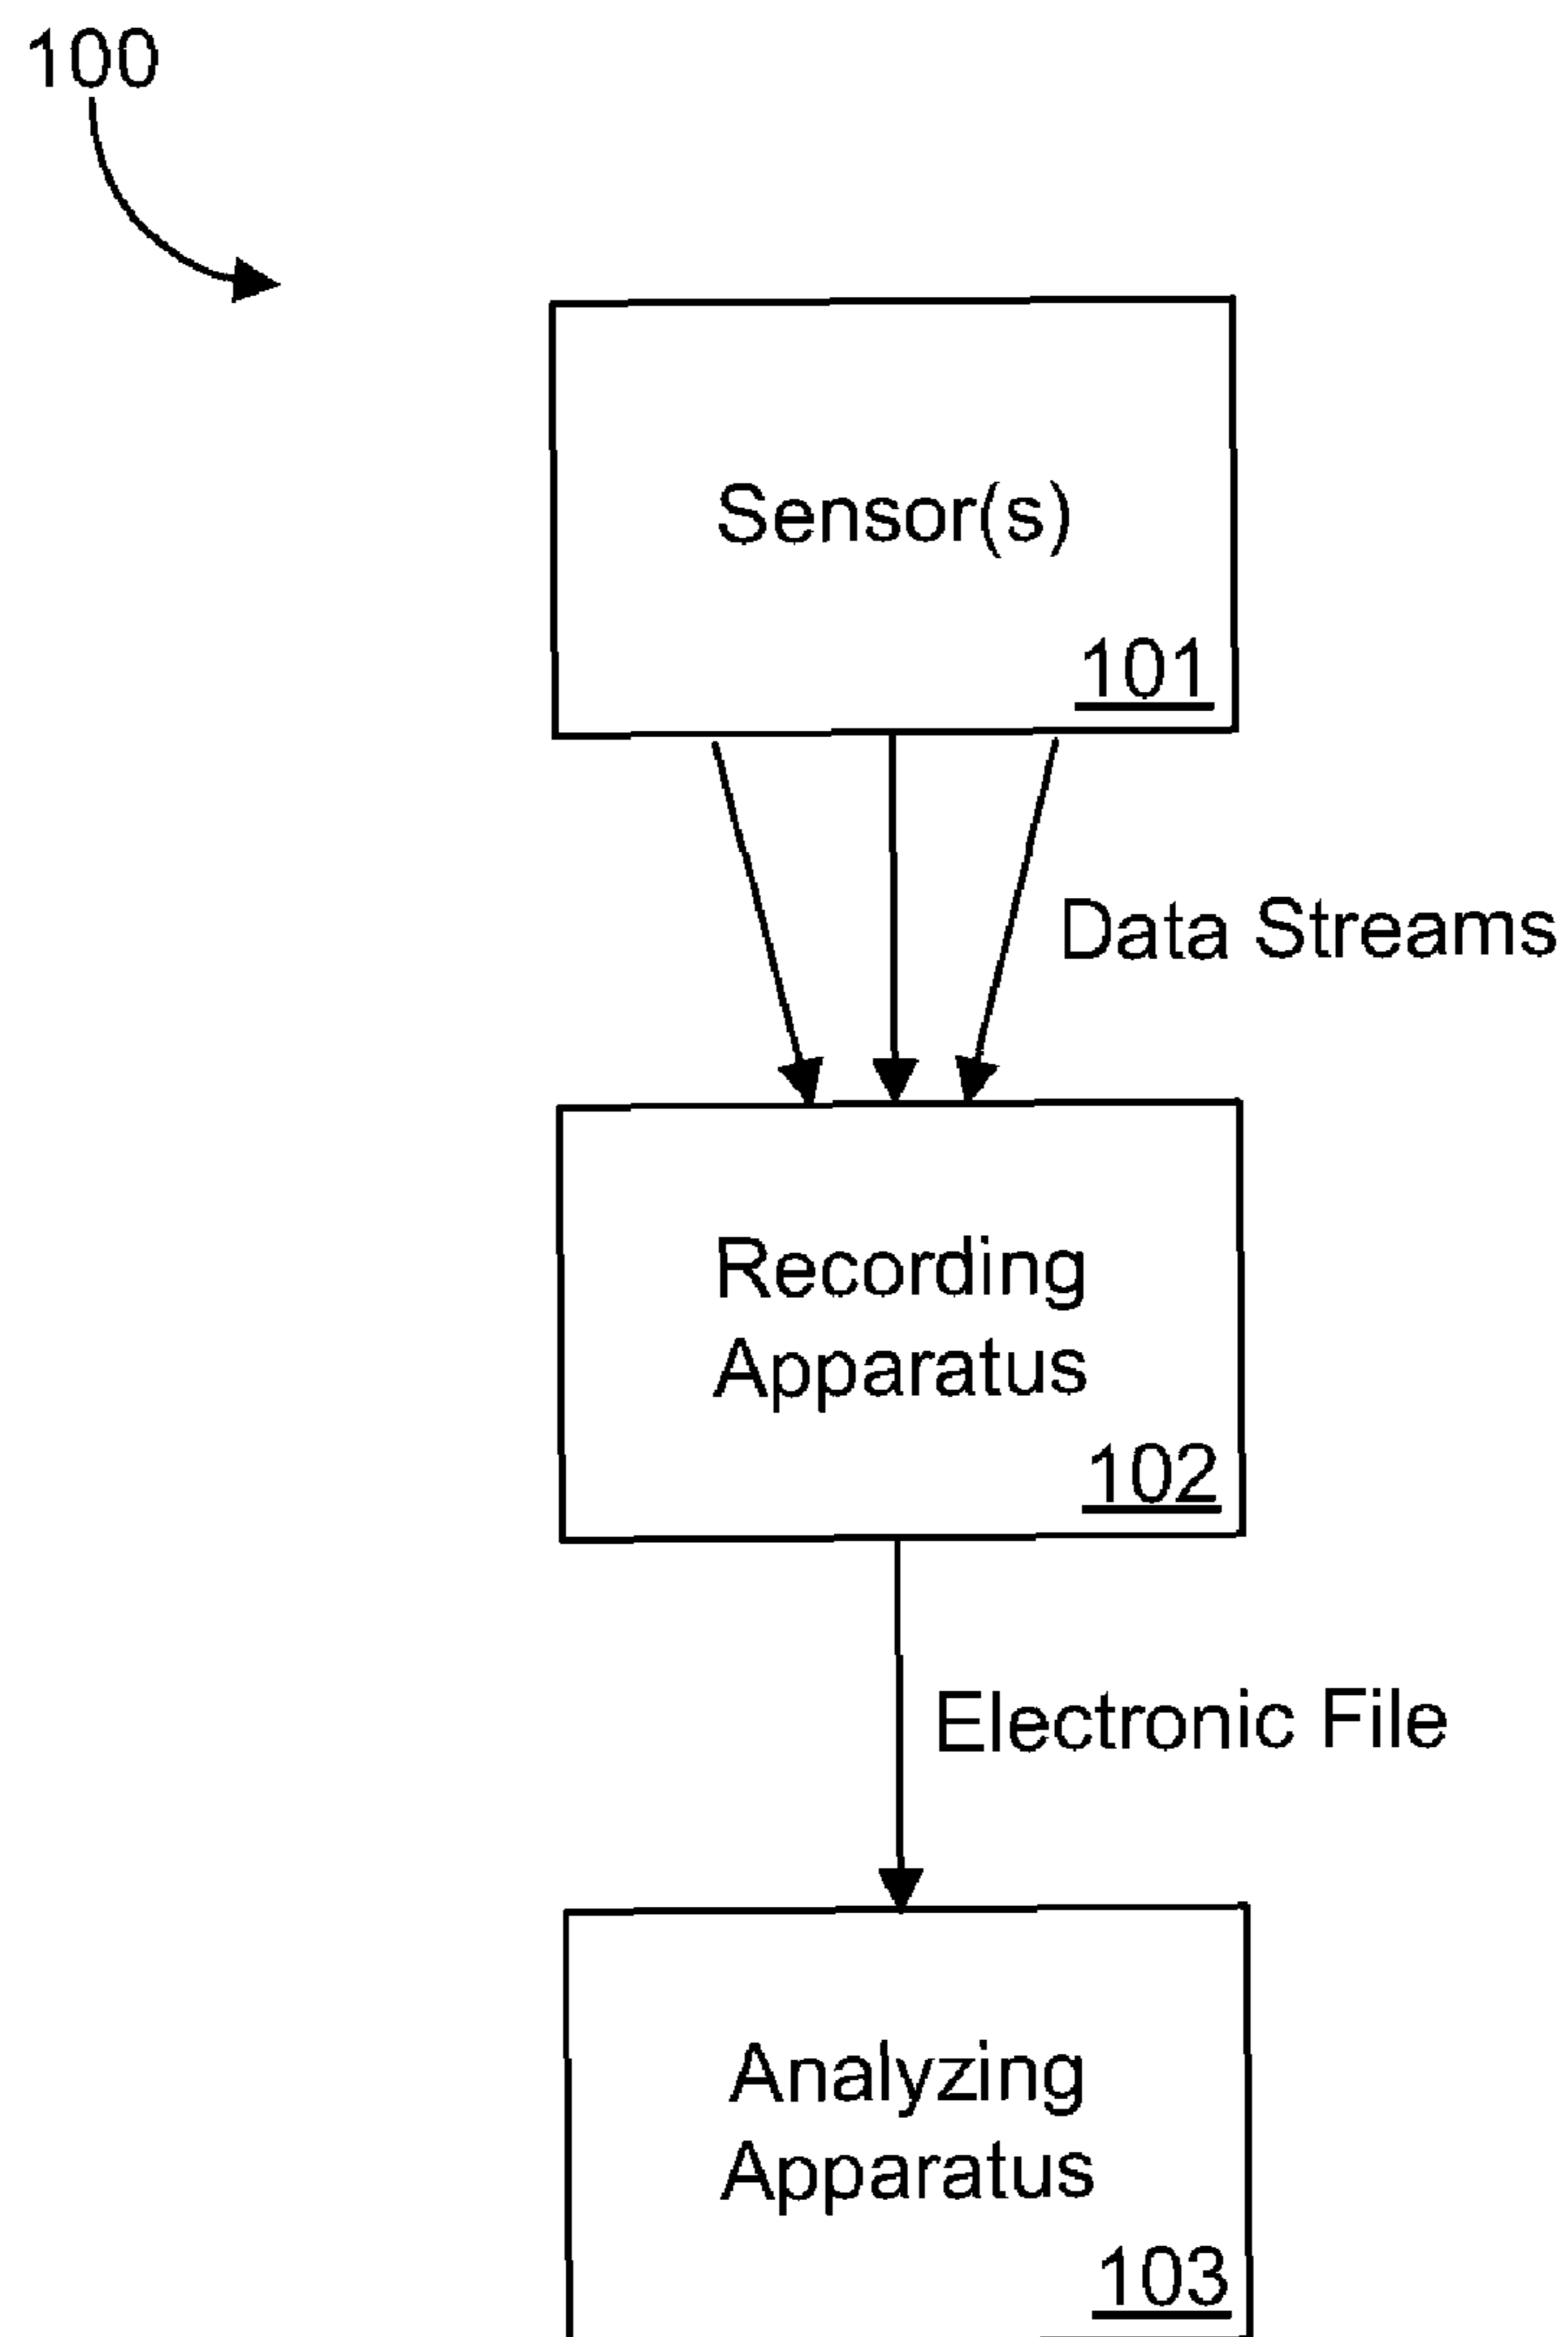 100
Sensor(s)
101
Data Streams
Recording
Apparatus
102
Electronic File
Analyzing
Apparatus
103